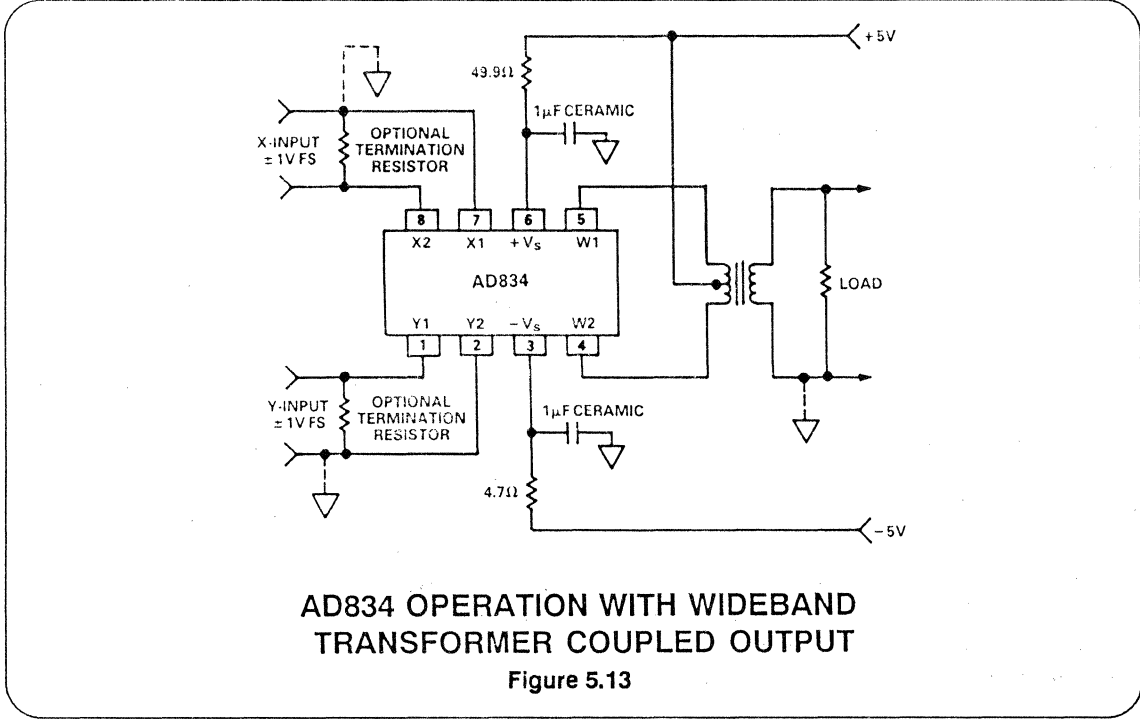 +5V
49.9Ω
1µF CERAMIC
X-INPUT
± 1V FS
OPTIONAL
TERMINATION
RESISTOR
8
7
6
5
X2
X1
+VS
W1
AD834
LOAD
Y1
Y2
−VS
W2
1
2
3
4
Y-INPUT
± 1V FS
OPTIONAL
TERMINATION
RESISTOR
1µF CERAMIC
4.7Ω
−5V
AD834 OPERATION WITH WIDEBAND
TRANSFORMER COUPLED OUTPUT
Figure 5.13